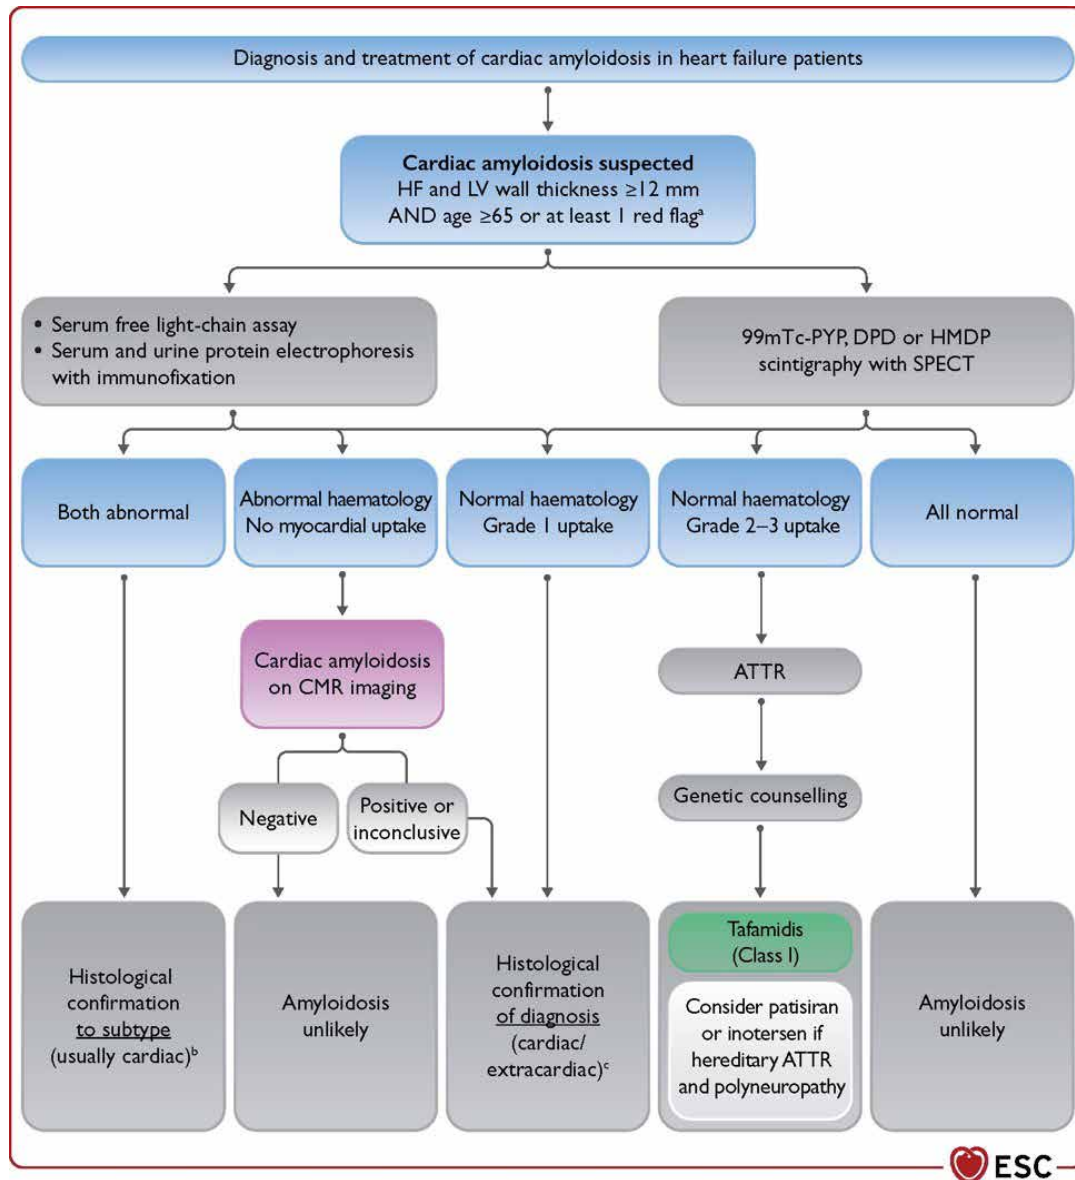 Diagnosis and treatment of cardiac amyloidosis in heart failure patients
Cardiac amyloidosis suspected
HF and LV wall thickness ≥12 mm
AND age ≥65 or at least 1 red flagᵃ
• Serum free light-chain assay
• Serum and urine protein electrophoresis
with immunofixation
99mTc-PYP, DPD or HMDP
scintigraphy with SPECT
Both abnormal
Abnormal haematology
No myocardial uptake
Normal haematology
Grade 1 uptake
Normal haematology
Grade 2–3 uptake
All normal
Cardiac amyloidosis
on CMR imaging
ATTR
Negative
Positive or
inconclusive
Genetic counselling
Histological
confirmation
to subtype
(usually cardiac)ᵇ
Amyloidosis
unlikely
Histological
confirmation
of diagnosis
(cardiac/
extracardiac)ᶜ
Tafamidis
(Class I)
Consider patisiran
or inotersen if
hereditary ATTR
and polyneuropathy
Amyloidosis
unlikely
ESC